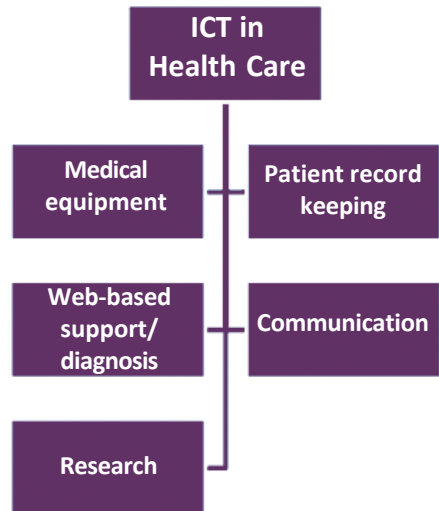 ICT in
Health Care
Medical
equipment
Patient record
keeping
Web-based
support/
diagnosis
Communication
Research